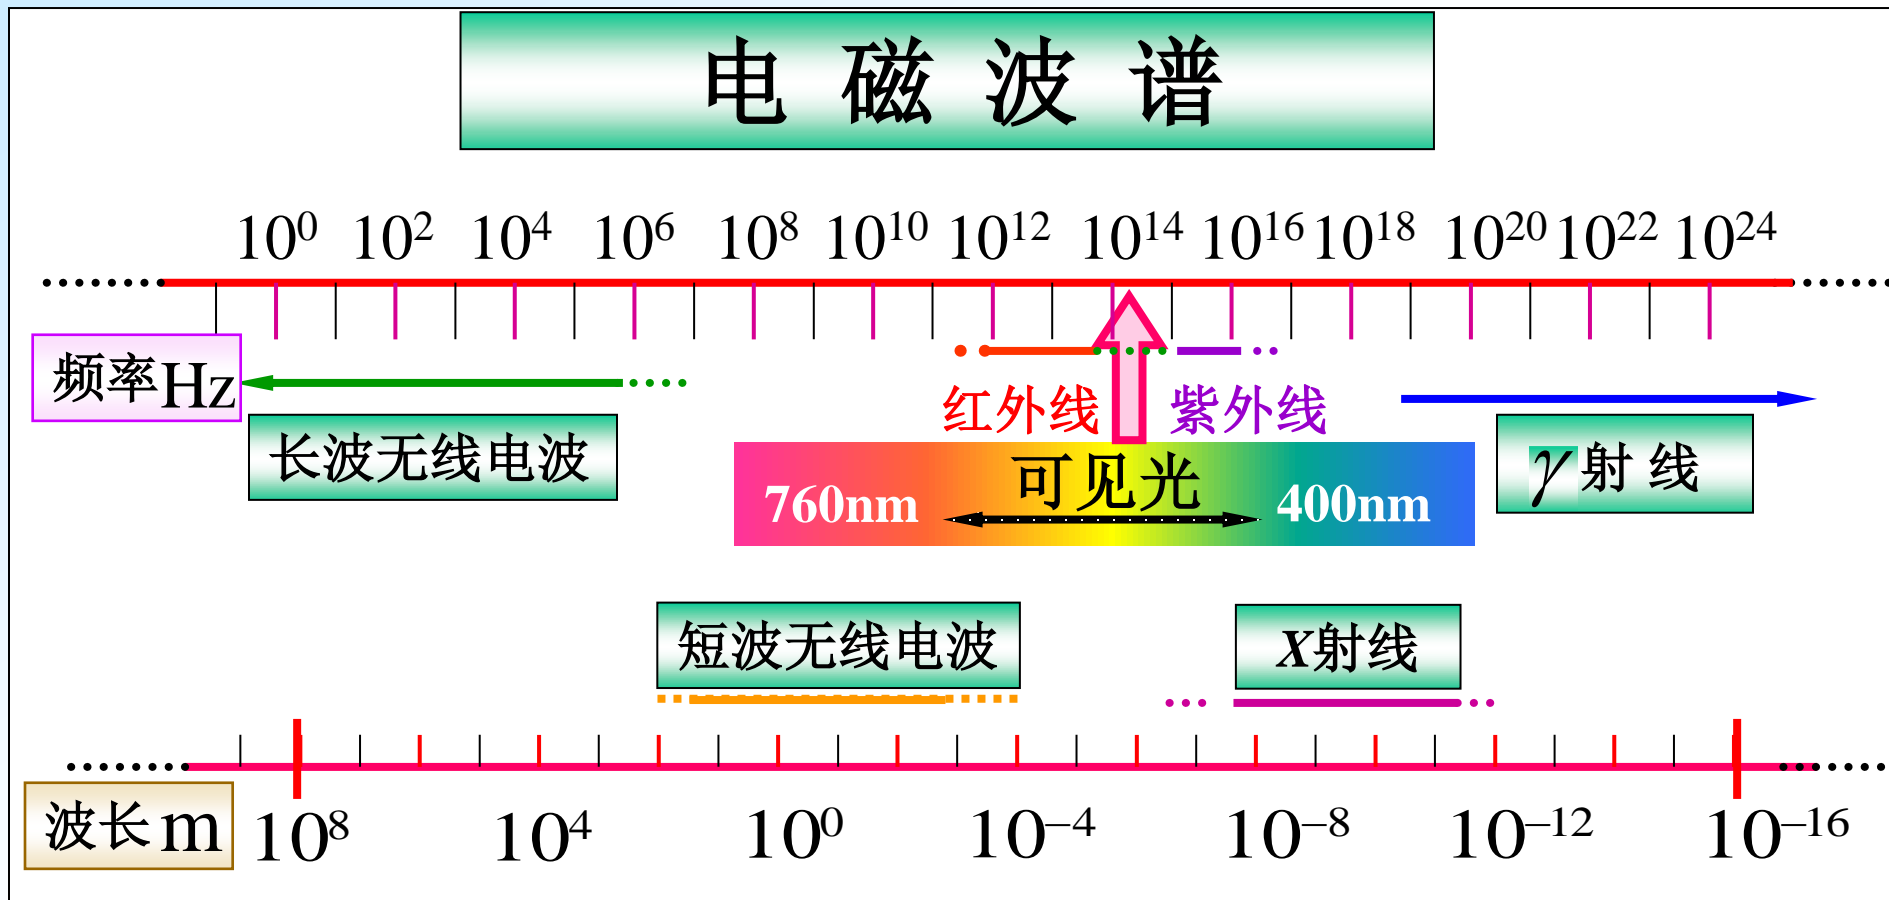 电 磁 波 谱
10⁰ 10² 10⁴ 10⁶ 10⁸ 10¹⁰ 10¹² 10¹⁴ 10¹⁶ 10¹⁸ 10²⁰ 10²² 10²⁴
频率Hz
红外线 紫外线
长波无线电波
可见光
760nm 400nm
γ射 线
短波无线电波 X射线
波长m
10⁸ 10⁴ 10⁰ 10⁻⁴ 10⁻⁸ 10⁻¹² 10⁻¹⁶